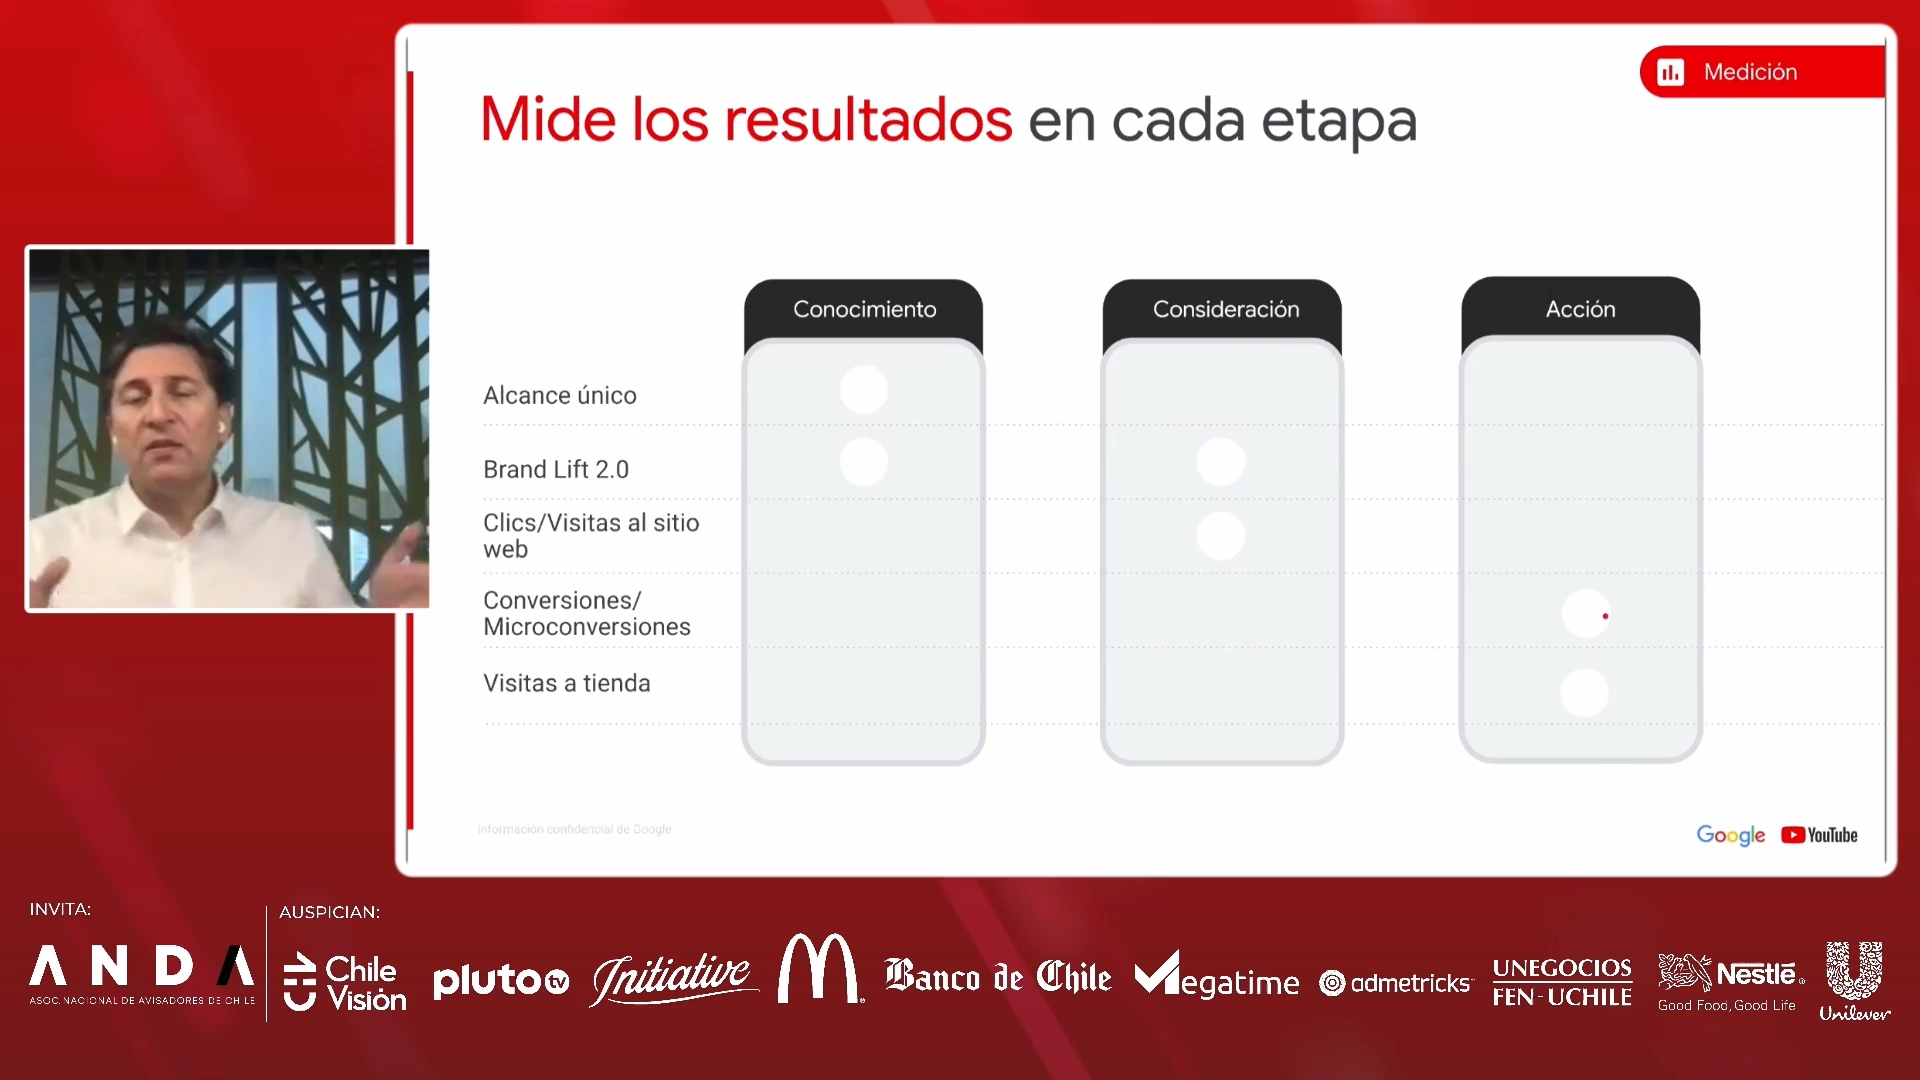 Medición
Mide los resultados en cada etapa
Conocimiento
Consideración
Acción
Alcance único
Brand Lift 2.0
Clics/Visitas al sitio
web
Conversiones/
Microconversiones
Visitas a tienda
Información confidencial de Google
Google
YouTube
INVITA:
ANDA
ASOC. NACIONAL DE AVISADORES DE CHILE
AUSPICIAN:
CHV
Chile
Visión
pluto tv
Initiative
Banco de Chile
Megatime
admetricks
UNEGOCIOS
FEN-UCHILE
Nestlé
Good Food, Good Life
Unilever